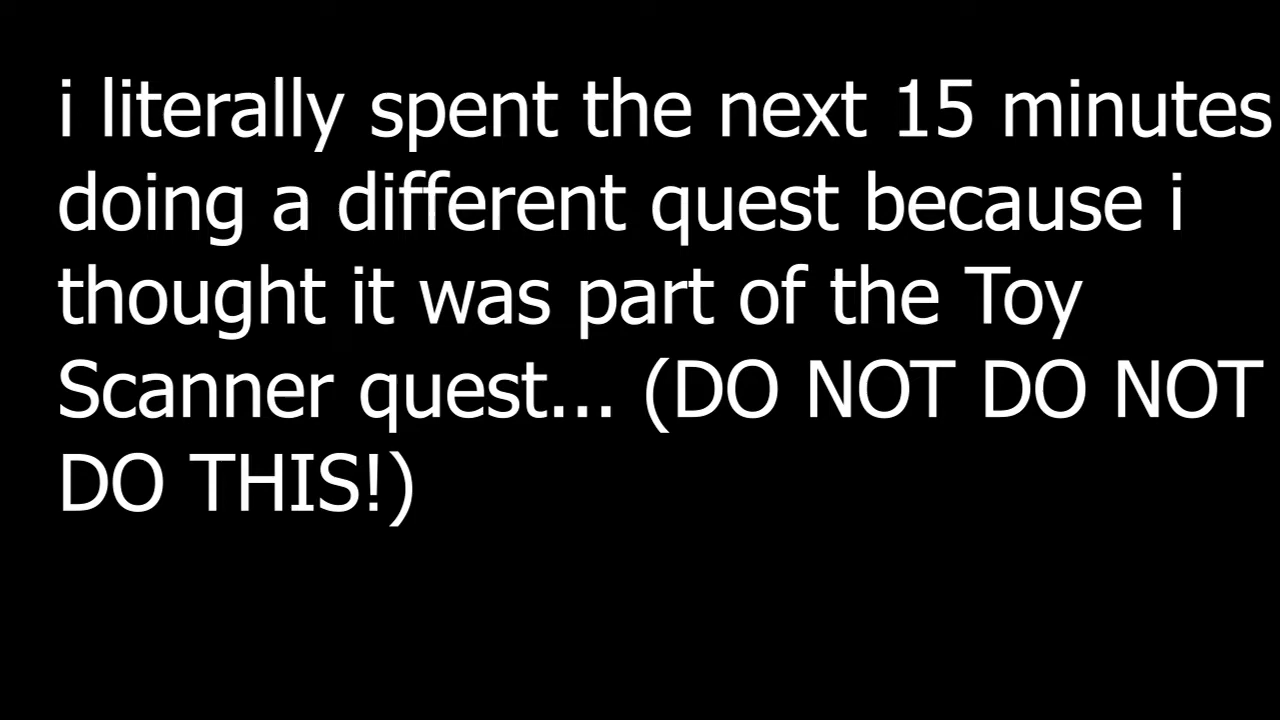 i literally spent the next 15 minutes
doing a different quest because i
thought it was part of the Toy
Scanner quest... (DO NOT DO NOT
DO THIS!)